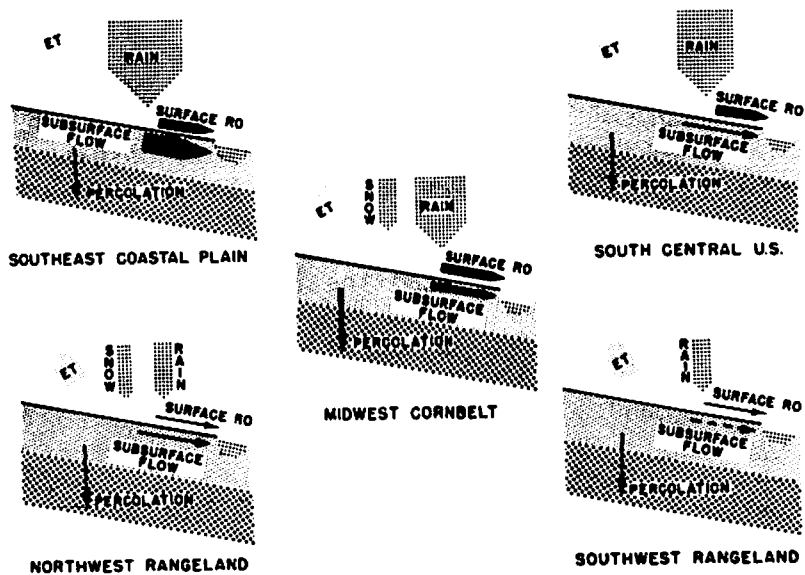 ET
RAIN
SURFACE RO
SUBSURFACE
FLOW
PERCOLATION
SOUTHEAST COASTAL PLAIN
ET
RAIN
SURFACE RO
SUBSURFACE
FLOW
PERCOLATION
SOUTH CENTRAL U.S.
ET
SNOW
RAIN
SURFACE RO
SUBSURFACE
FLOW
PERCOLATION
MIDWEST CORNBELT
ET
SNOW
RAIN
SURFACE RO
SUBSURFACE
FLOW
PERCOLATION
NORTHWEST RANGELAND
ET
RAIN
SURFACE RO
SUBSURFACE
FLOW
PERCOLATION
SOUTHWEST RANGELAND